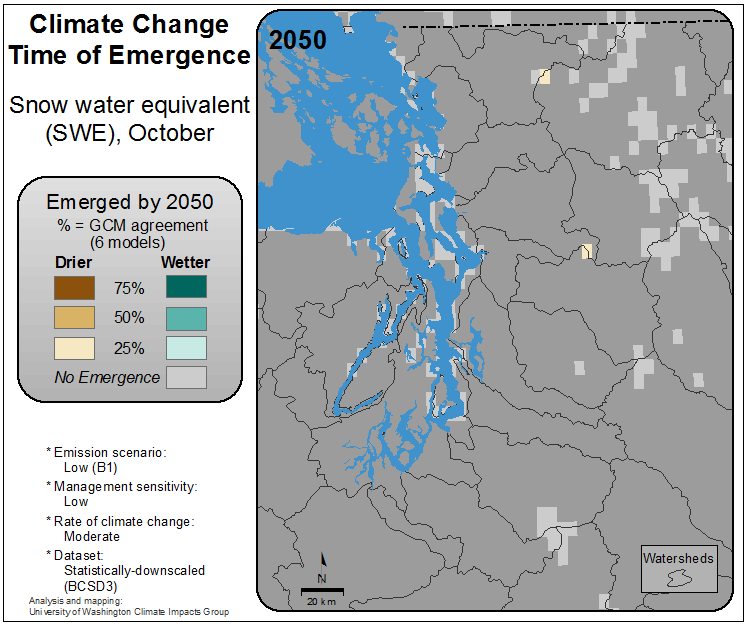 Climate Change
Time of Emergence
Snow water equivalent
(SWE), October
Emerged by 2050
% = GCM agreement
(6 models)
Drier Wetter
75%
50%
25%
No Emergence
* Emission scenario:
Low (B1)
* Management sensitivity:
Low
* Rate of climate change:
Moderate
* Dataset:
Statistically-downscaled
(BCSD3)
Analysis and mapping:
University of Washington Climate Impacts Group
2050
N
20 km
Watersheds